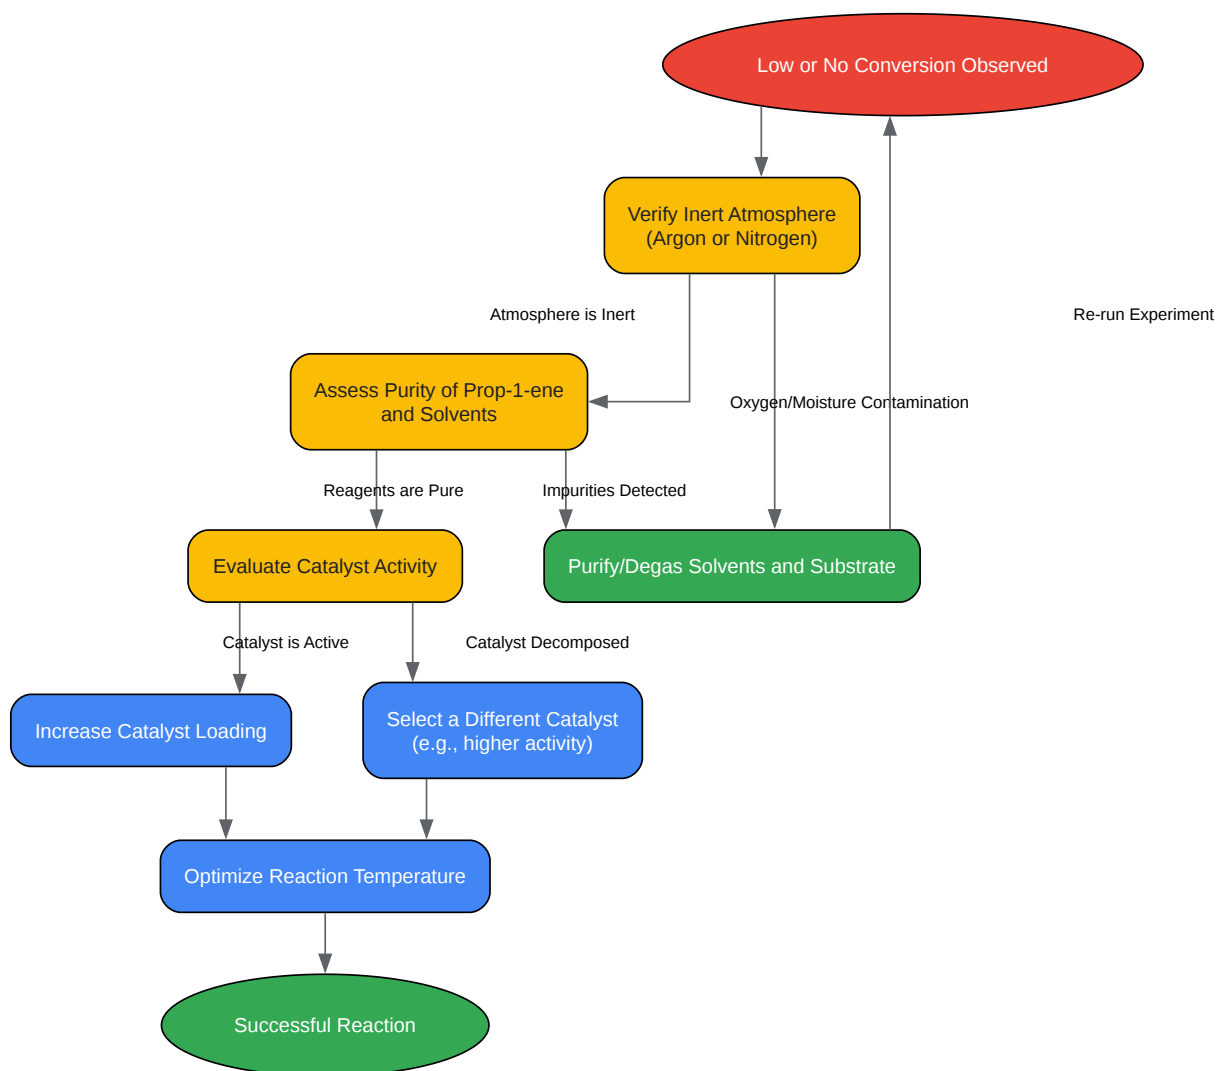 Low or No Conversion Observed
Verify Inert Atmosphere
(Argon or Nitrogen)
Atmosphere is Inert
Re-run Experiment
Assess Purity of Prop-1-ene
and Solvents
Oxygen/Moisture Contamination
Reagents are Pure
Impurities Detected
Evaluate Catalyst Activity
Purify/Degas Solvents and Substrate
Catalyst is Active
Catalyst Decomposed
Increase Catalyst Loading
Select a Different Catalyst
(e.g., higher activity)
Optimize Reaction Temperature
Successful Reaction